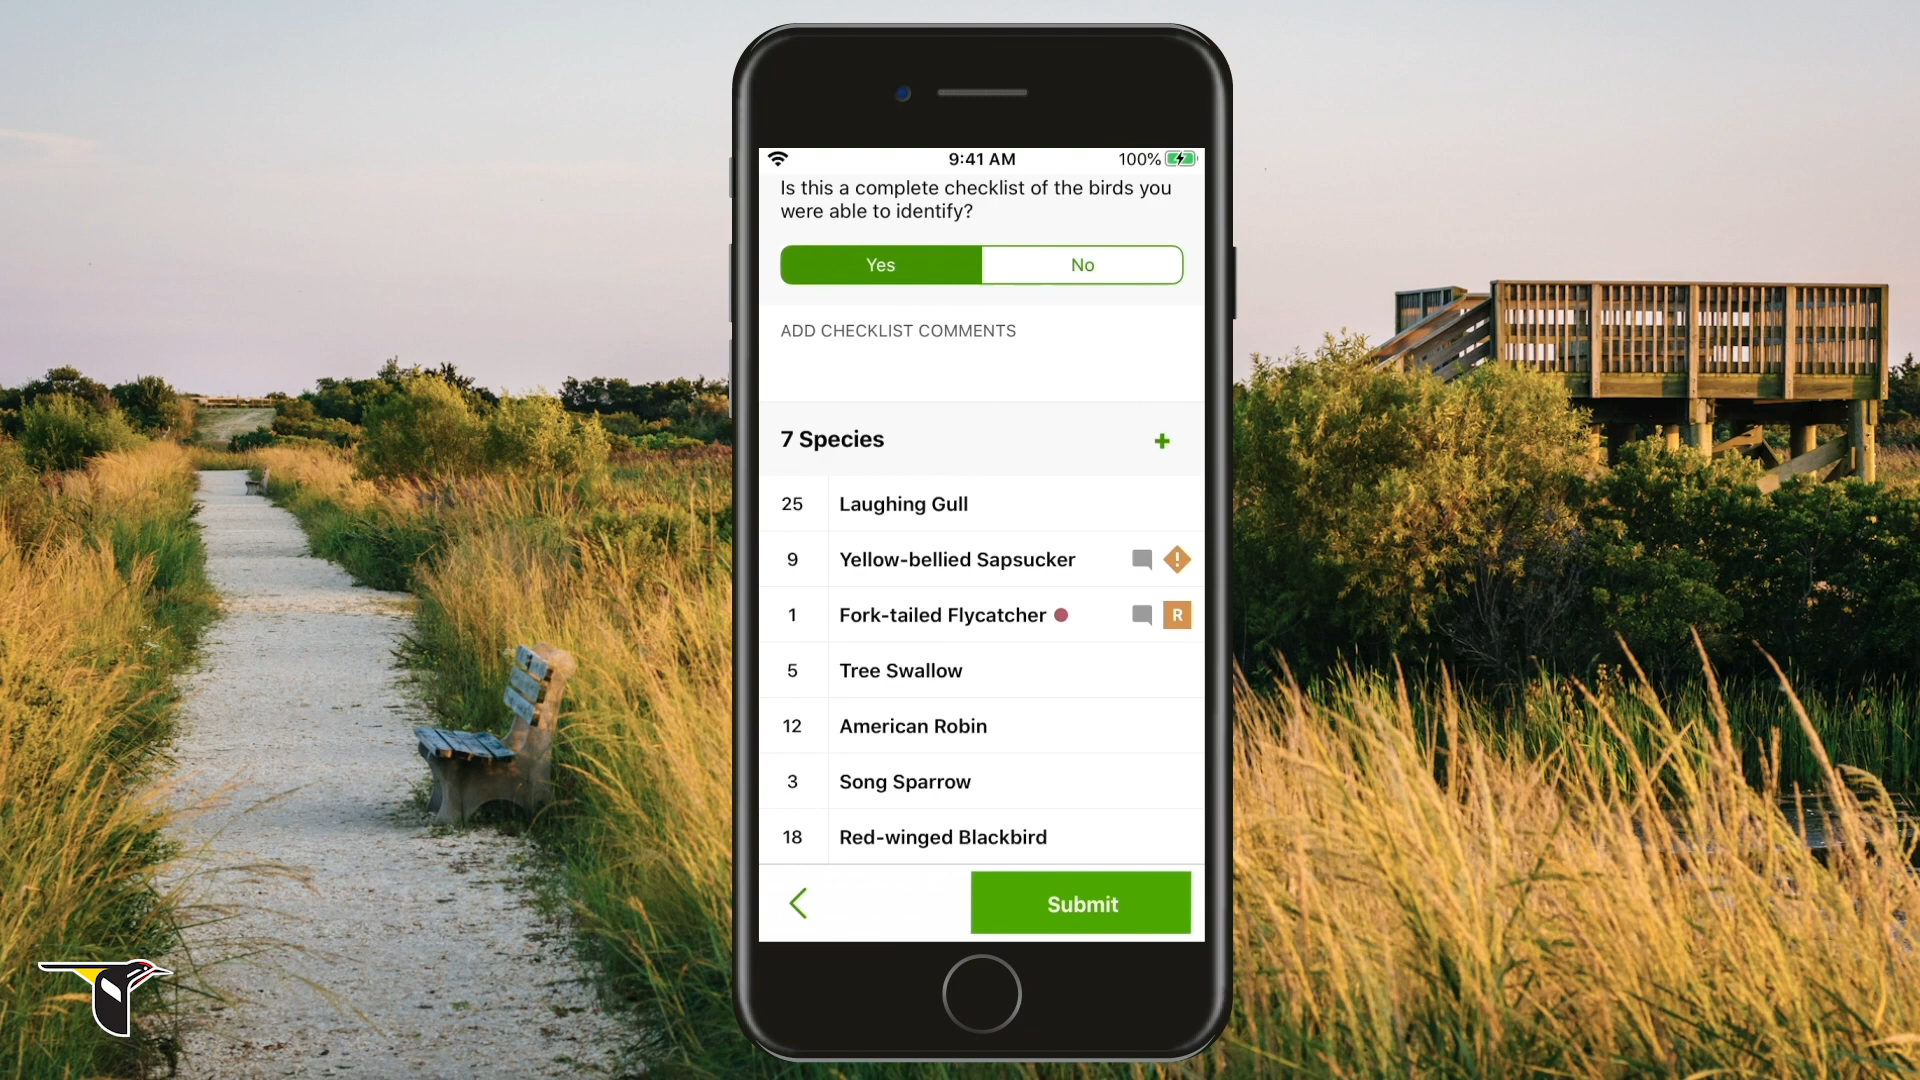 9:41 AM 100%
Is this a complete checklist of the birds you
were able to identify?
Yes No
ADD CHECKLIST COMMENTS
7 Species +
25 Laughing Gull
9 Yellow-bellied Sapsucker !
1 Fork-tailed Flycatcher R
5 Tree Swallow
12 American Robin
3 Song Sparrow
18 Red-winged Blackbird
Submit